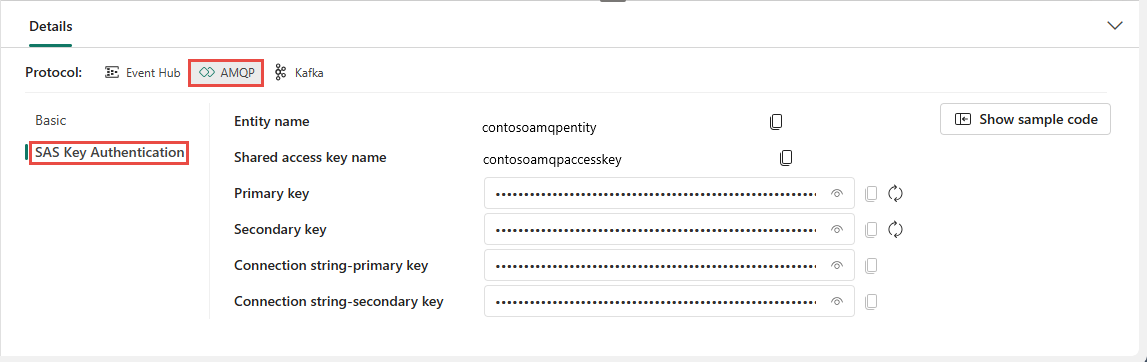 Details
Protocol: Event Hub AMQP Kafka
Basic
SAS Key Authentication
Entity name contosoamqpentity
Show sample code
Shared access key name contosoamqpaccesskey
Primary key
Secondary key
Connection string-primary key
Connection string-secondary key